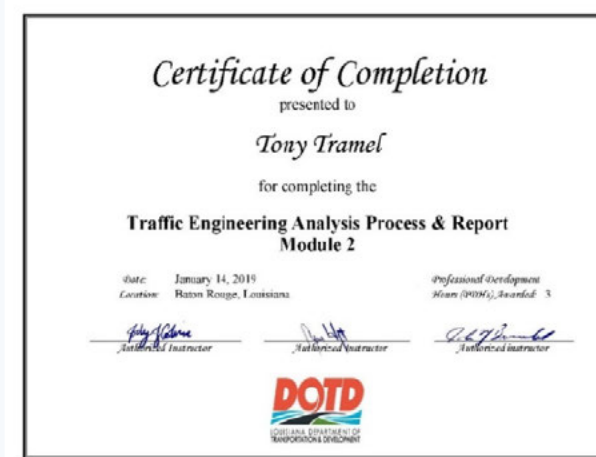 Certificate of Completion
presented to
Tony Tramel
for completing the
Traffic Engineering Analysis Process & Report
Module 2
Date: January 14, 2019
Location: Baton Rouge, Louisiana
Professional Development
Hours (PDHs) Awarded: 3
Authorized Instructor
Authorized Instructor
Authorized Instructor
DOTD
LOUISIANA DEPARTMENT OF
TRANSPORTATION & DEVELOPMENT